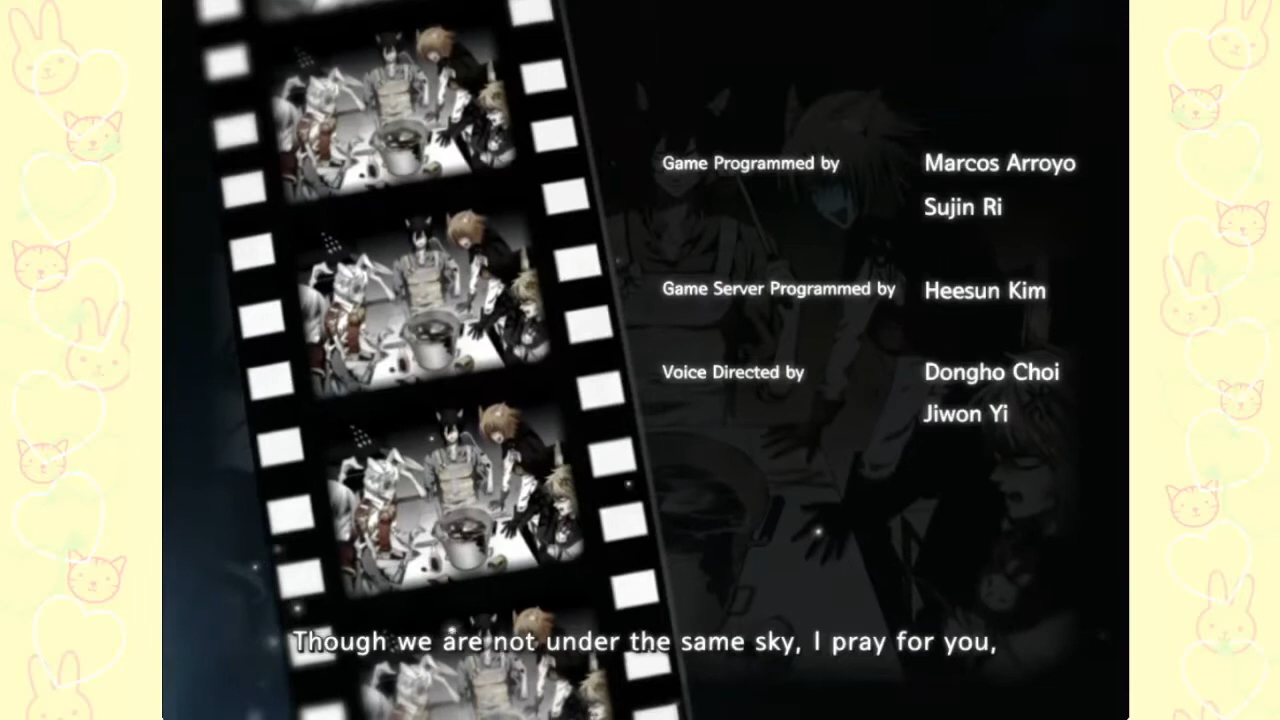 Game Programmed by Marcos Arroyo
Sujin Ri
Game Server Programmed by Heesun Kim
Voice Directed by Dongho Choi
Jiwon Yi
Though we are not under the same sky, I pray for you,